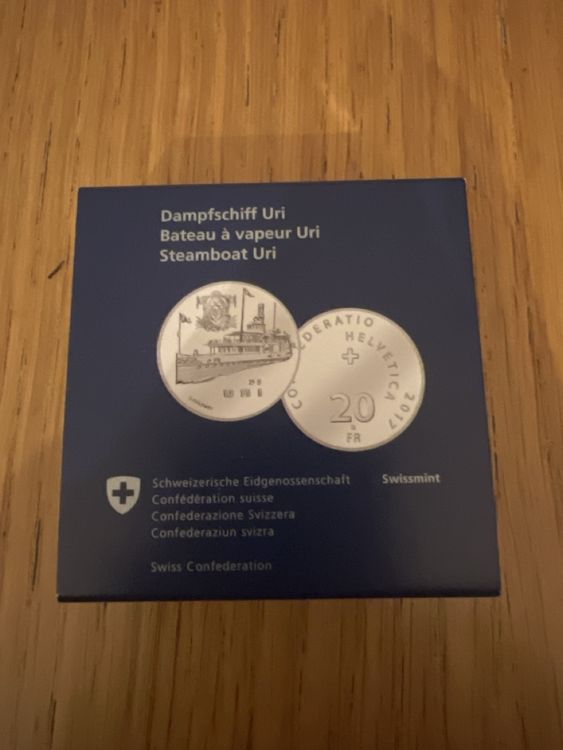 Dampfschiff Uri
Bateau à vapeur Uri
Steamboat Uri
URI
CONFŒDERATIO
HELVETICA 2017
20
B
FR
Schweizerische Eidgenossenschaft
Swissmint
Confédération suisse
Confederazione Svizzera
Confederaziun svizra
Swiss Confederation